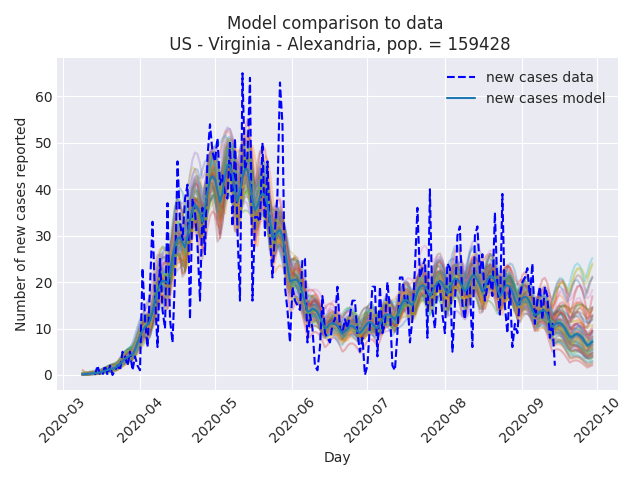 Model comparison to data
US - Virginia - Alexandria, pop. = 159428
new cases data
new cases model
Number of new cases reported
60
50
40
30
20
10
0
2020-03
2020-04
2020-05
2020-06
2020-07
2020-08
2020-09
2020-10
Day